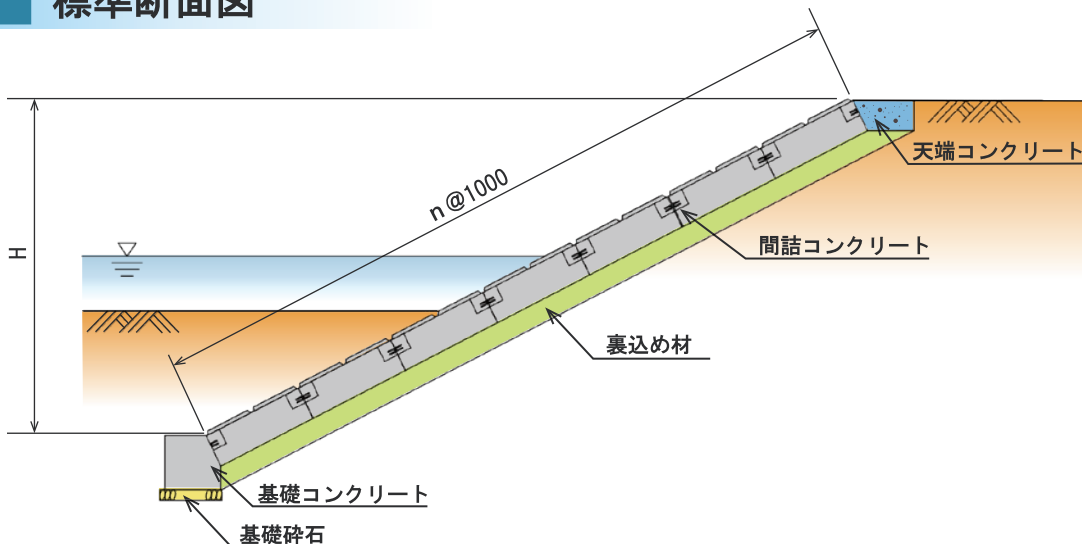 標準断面図
天端コンクリート
n@1000
間詰コンクリート
H
裏込め材
基礎コンクリート
基礎砕石